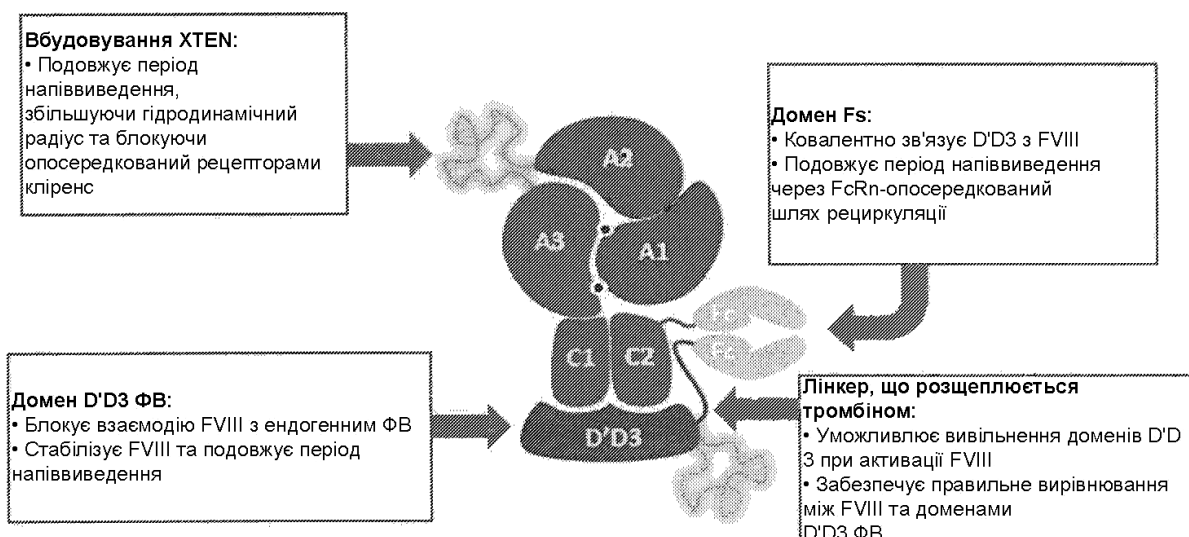 Вбудовування XTEN:
• Подовжує період
напіввиведення,
збільшуючи гідродинамічний
радіус та блокуючи
опосередкований рецепторами
кліренс
Домен Fs:
• Ковалентно зв'язує D'D3 з FVIII
• Подовжує період напіввиведення
через FcRn-опосередкований
шлях рециркуляції
A2
A3
A1
Fc
Fc
C1
C2
D'D3
Домен D'D3 ФВ:
• Блокує взаємодію FVIII з ендогенним ФВ
• Стабілізує FVIII та подовжує період
напіввиведення
Лінкер, що розщеплюється
тромбіном:
• Уможливлює вивільнення доменів D'D
3 при активації FVIII
• Забезпечує правильне вирівнювання
між FVIII та доменами
D'D3 ФВ